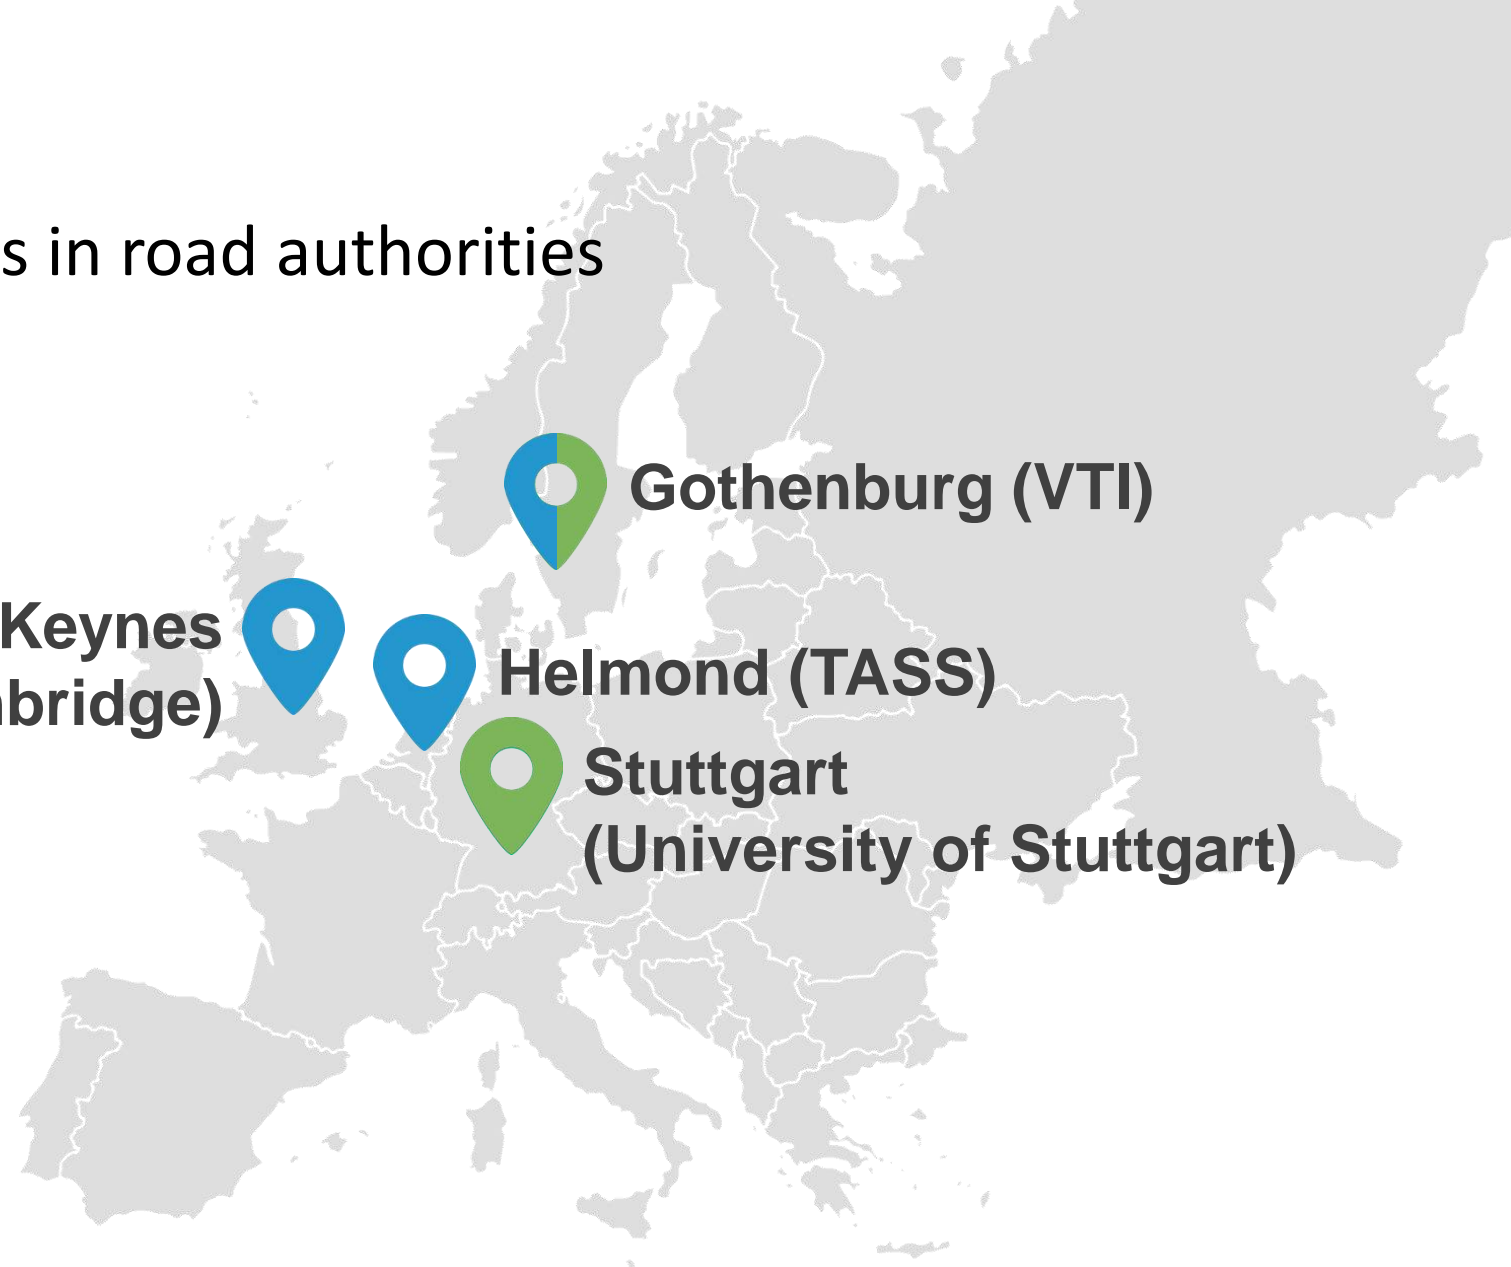 s in road authorities
Gothenburg (VTI)
Keynes
bridge)
Helmond (TASS)
Stuttgart
(University of Stuttgart)